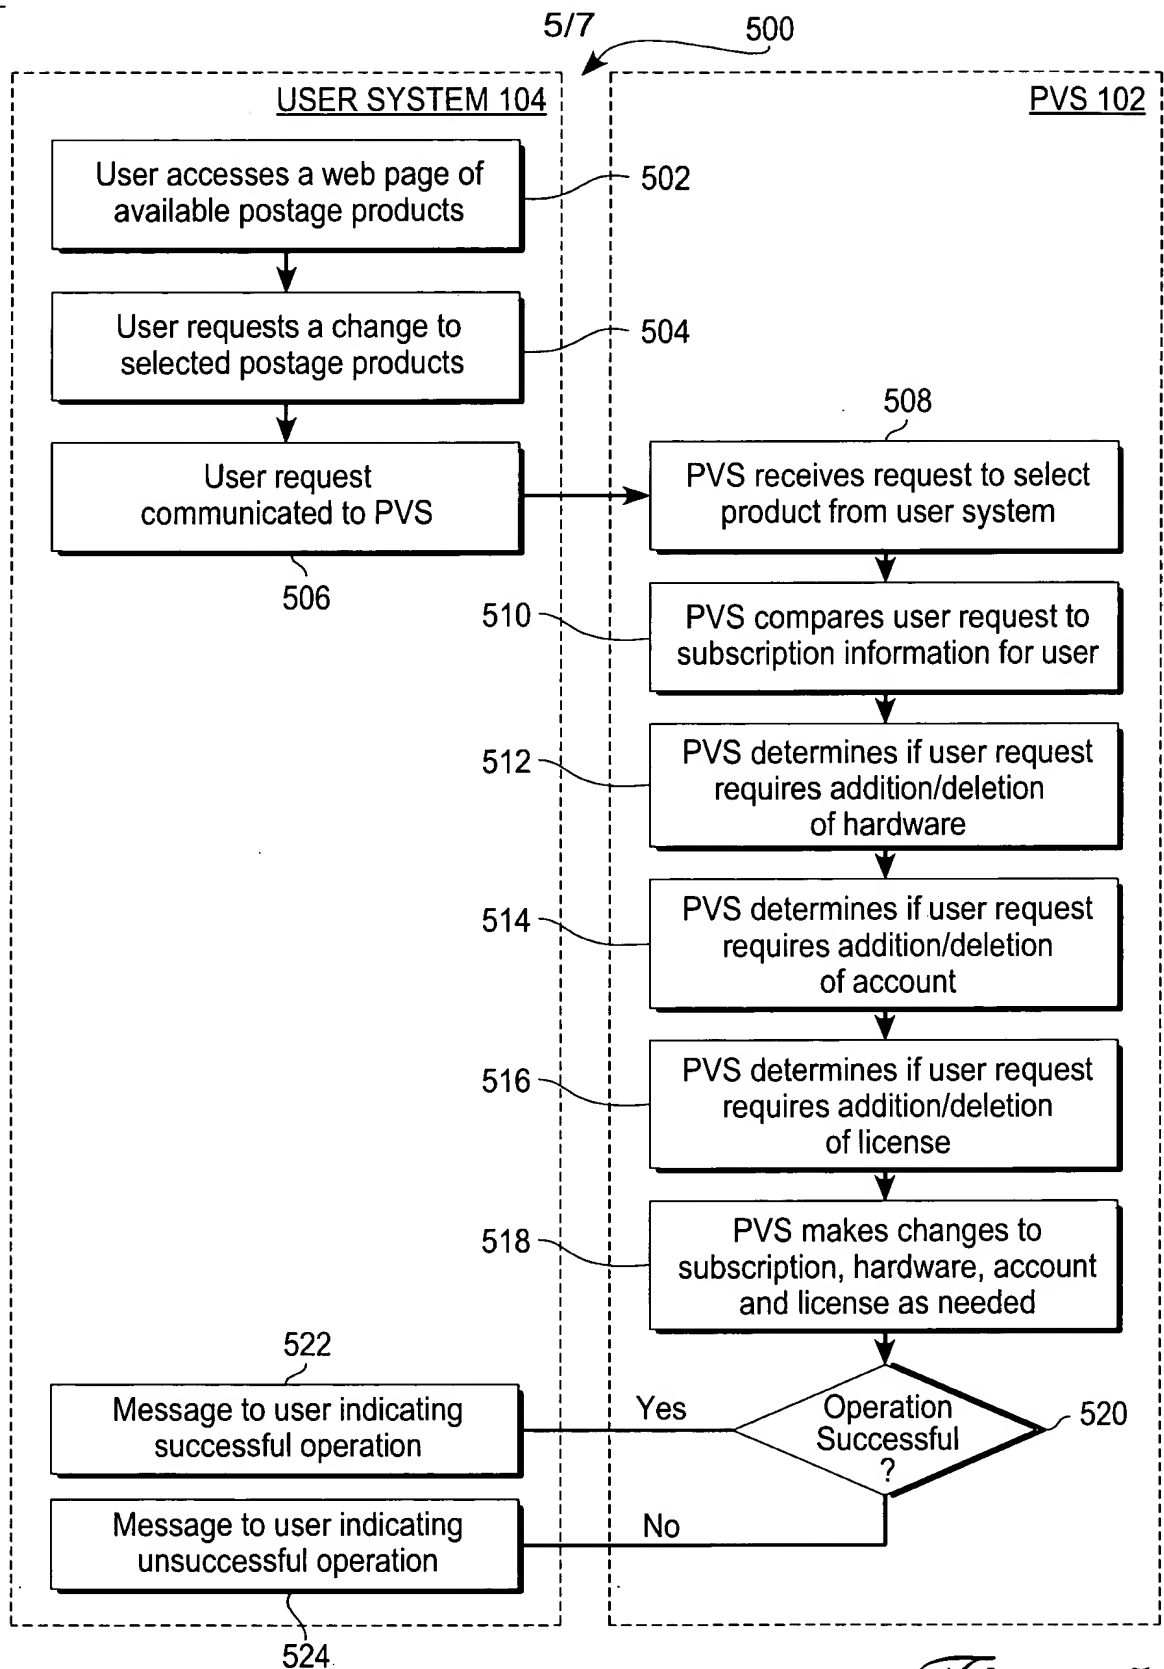 5/7
500
USER SYSTEM 104
PVS 102
User accesses a web page of
available postage products
502
User requests a change to
selected postage products
504
User request
communicated to PVS
506
508
PVS receives request to select
product from user system
510
PVS compares user request to
subscription information for user
512
PVS determines if user request
requires addition/deletion
of hardware
514
PVS determines if user request
requires addition/deletion
of account
516
PVS determines if user request
requires addition/deletion
of license
518
PVS makes changes to
subscription, hardware, account
and license as needed
522
Message to user indicating
successful operation
Yes
Operation
Successful
?
520
Message to user indicating
unsuccessful operation
No
524